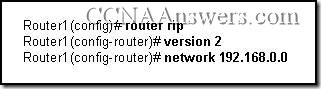 CCNAAnswers.com
Router1(config)# router rip
Router1(config-router)# version 2
Router1(config-router)# network 192.168.0.0